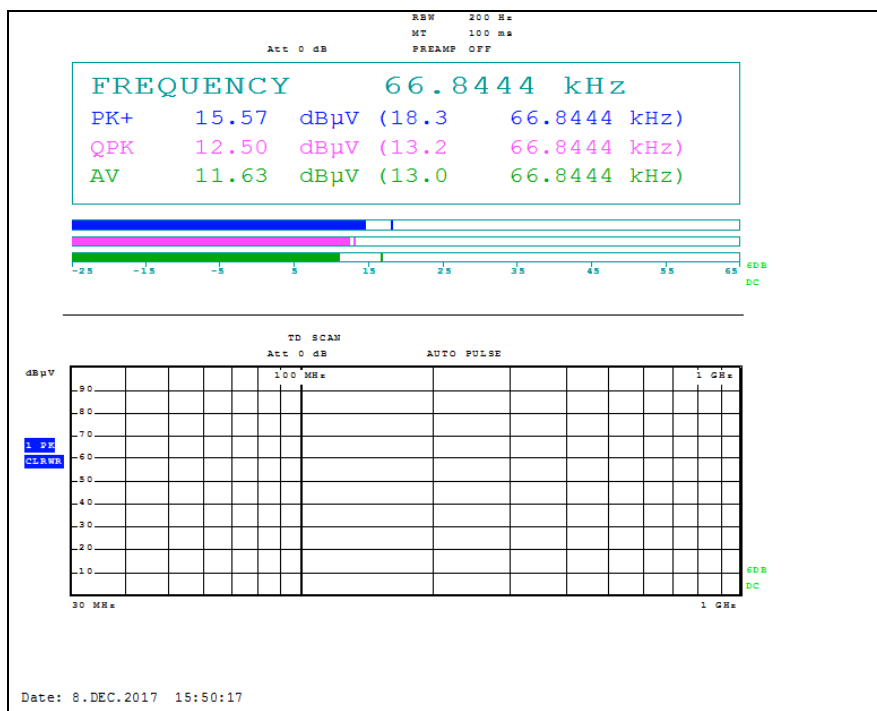 RBW 200 Hz
MT 100 ms
Att 0 dB PREAMP OFF
FREQUENCY 66.8444 kHz
PK+ 15.57 dBµV (18.3 66.8444 kHz)
QPK 12.50 dBµV (13.2 66.8444 kHz)
AV 11.63 dBµV (13.0 66.8444 kHz)
-25 -15 -5 5 15 25 35 45 55 65
6DB
DC
TD SCAN
Att 0 dB AUTO PULSE
dBµV 100 MHz 1 GHz
90
80
70
1 PK
60
CLRWR
50
40
30
20
10
6DB
DC
30 MHz 1 GHz
Date: 8.DEC.2017 15:50:17